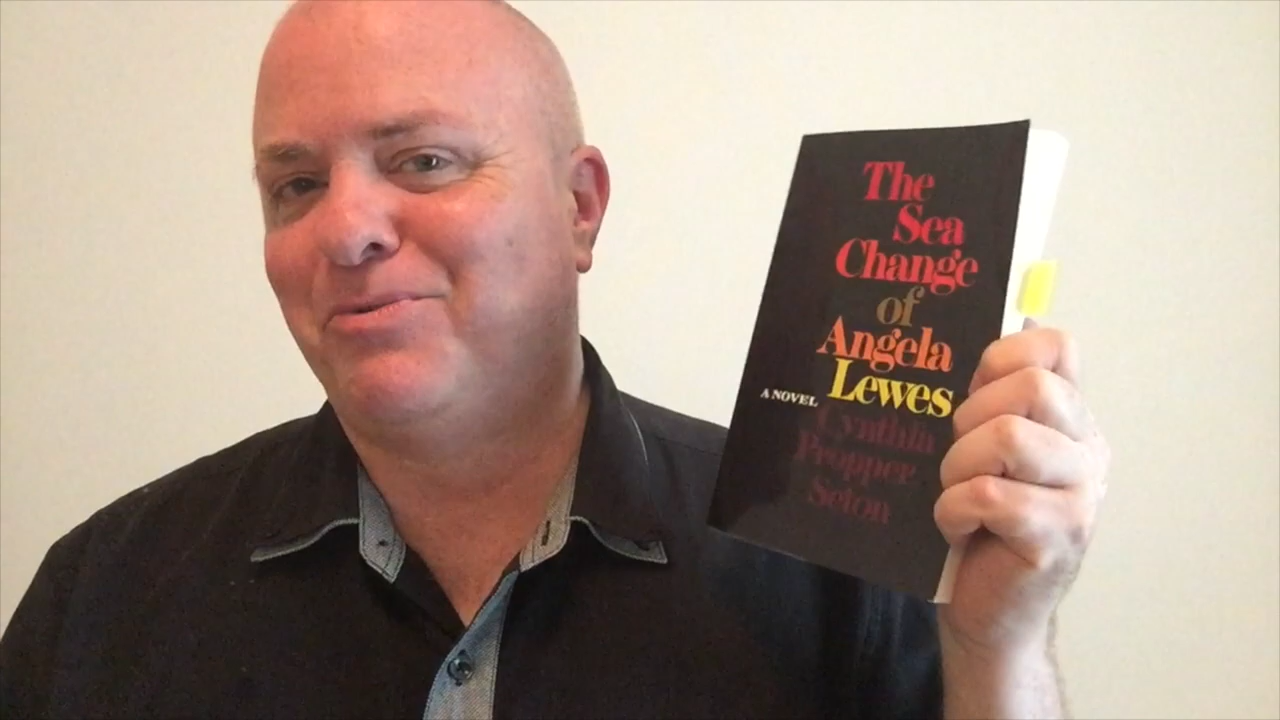 The
Sea
Change
of
Angela
Lewes
A NOVEL
Cynthia
Propper
Seton